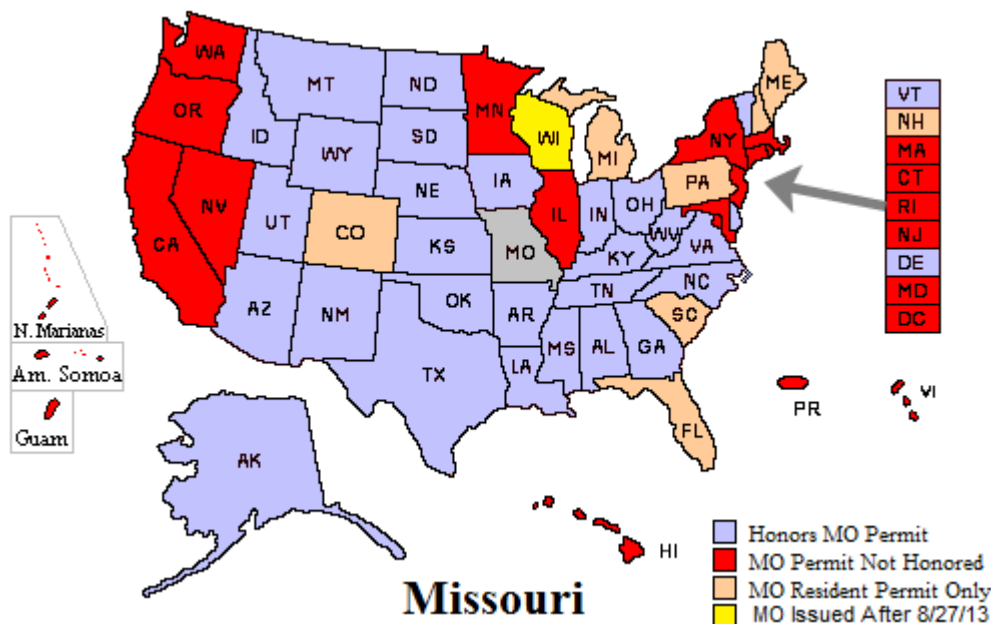 WA
MT
ND
MN
ME
OR
ID
WY
SD
WI
MI
NY
NV
UT
CO
NE
IA
IL
IN
OH
PA
CA
KS
MO
KY
WV
VA
AZ
NM
OK
AR
TN
NC
SC
TX
LA
MS
AL
GA
FL
AK
HI
PR
VI
VT
NH
MA
CT
RI
NJ
DE
MD
DC
N. Marianas
Am. Somoa
Guam
Honors MO Permit
MO Permit Not Honored
MO Resident Permit Only
MO Issued After 8/27/13
Missouri